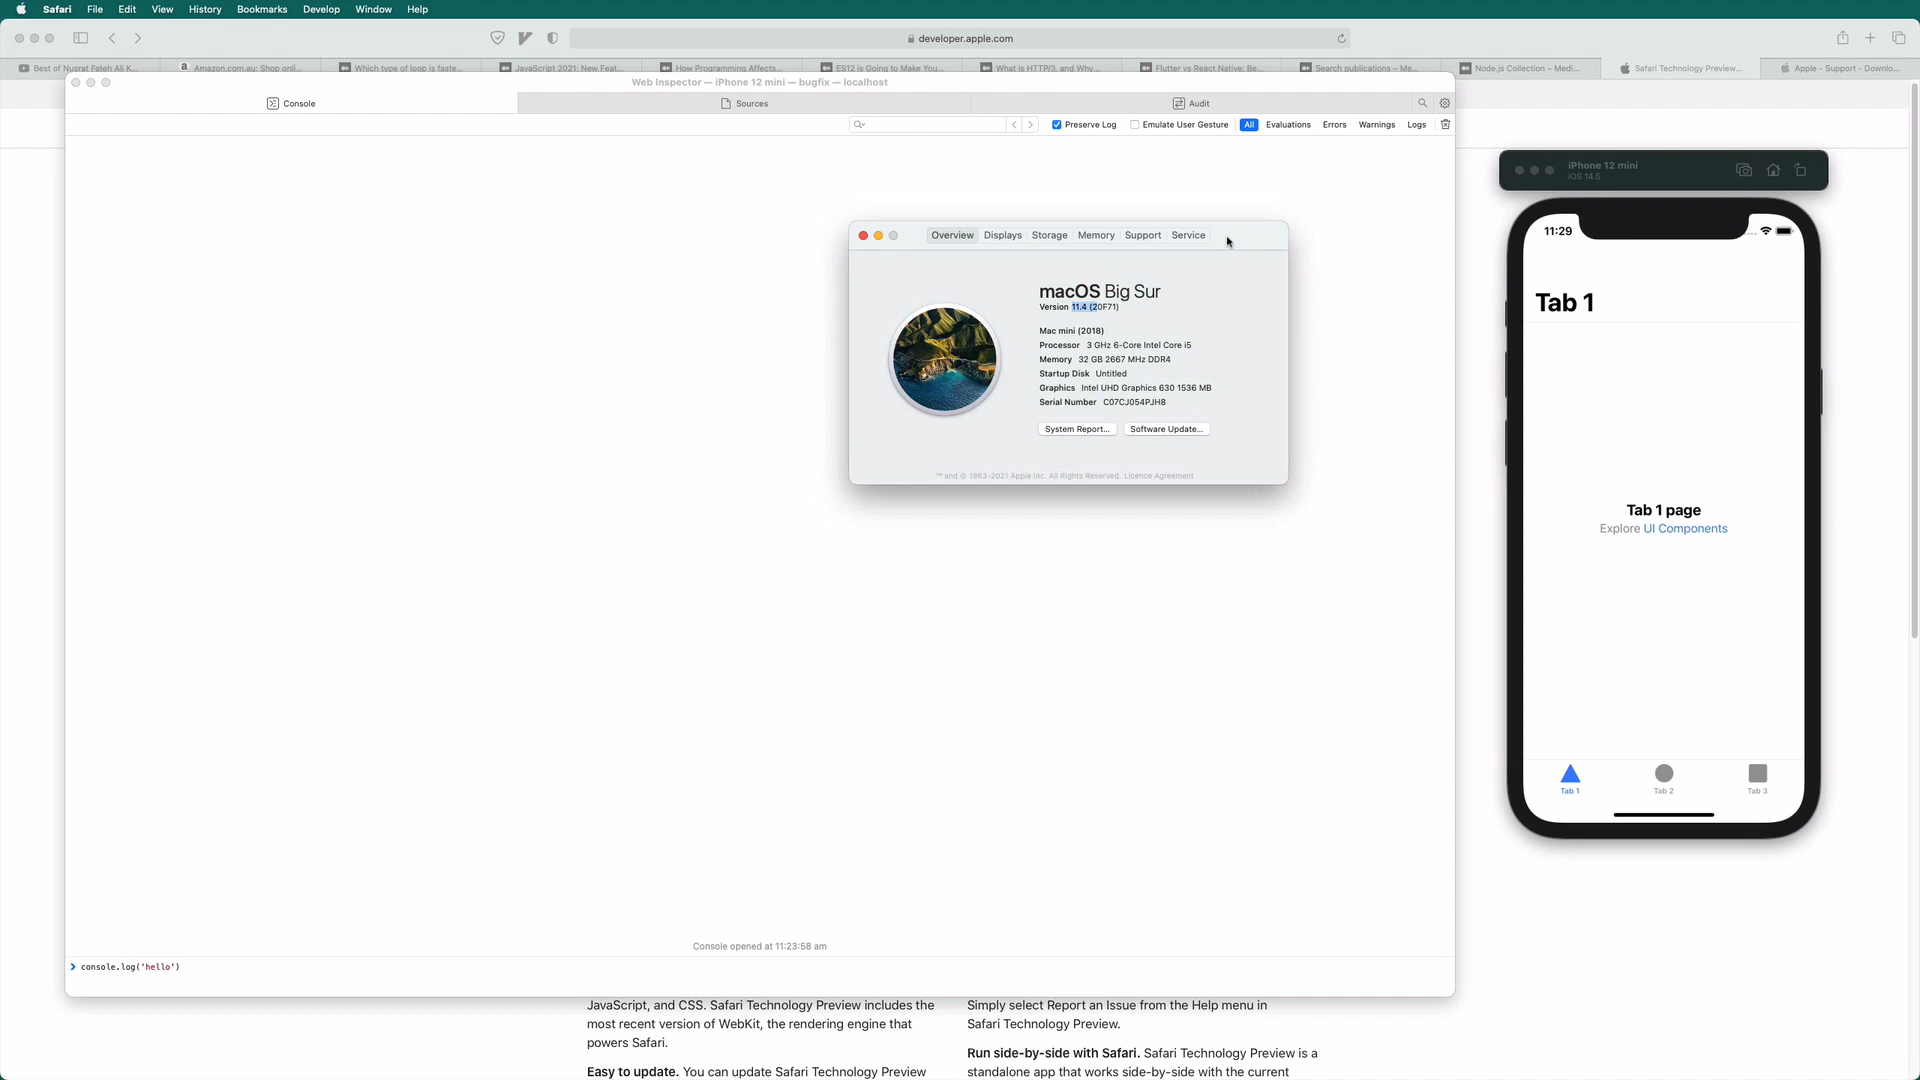 Safari File Edit View History Bookmarks Develop Window Help
developer.apple.com
Best of Nusrat Fateh Ali K... Amazon.com.au: Shop onli... Which type of loop is faste... JavaScript 2021: New Feat... How Programming Affects... ES12 is Going to Make You... What is HTTP/3, and Why... Flutter vs React Native: Be... Search publications – Me... Node.js Collection – Medi... Safari Technology Preview... Apple - Support - Downlo...
Web Inspector — iPhone 12 mini — bugfix — localhost
Console Sources Audit
Preserve Log Emulate User Gesture All Evaluations Errors Warnings Logs
iPhone 12 mini
iOS 14.5
11:29
Tab 1
Overview Displays Storage Memory Support Service
macOS Big Sur
Version 11.4 (20F71)
Mac mini (2018)
Processor 3 GHz 6-Core Intel Core i5
Memory 32 GB 2667 MHz DDR4
Startup Disk Untitled
Graphics Intel UHD Graphics 630 1536 MB
Serial Number C07CJ054PJH8
System Report... Software Update...
™ and © 1983-2021 Apple Inc. All Rights Reserved. Licence Agreement
Tab 1 page
Explore UI Components
Tab 1 Tab 2 Tab 3
Console opened at 11:23:58 am
console.log('hello')
JavaScript, and CSS. Safari Technology Preview includes the
most recent version of WebKit, the rendering engine that
powers Safari.
Easy to update. You can update Safari Technology Preview
Simply select Report an Issue from the Help menu in
Safari Technology Preview.
Run side-by-side with Safari. Safari Technology Preview is a
standalone app that works side-by-side with the current